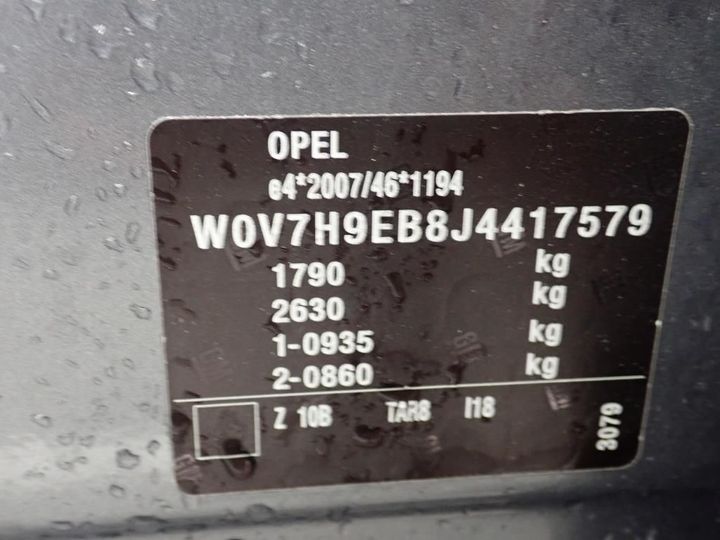 OPEL
e4*2007/46*1194
W0V7H9EB8J4417579
1790 kg
2630 kg
1-0935 kg
2-0860 kg
Z 10B TAR8 I18
3079